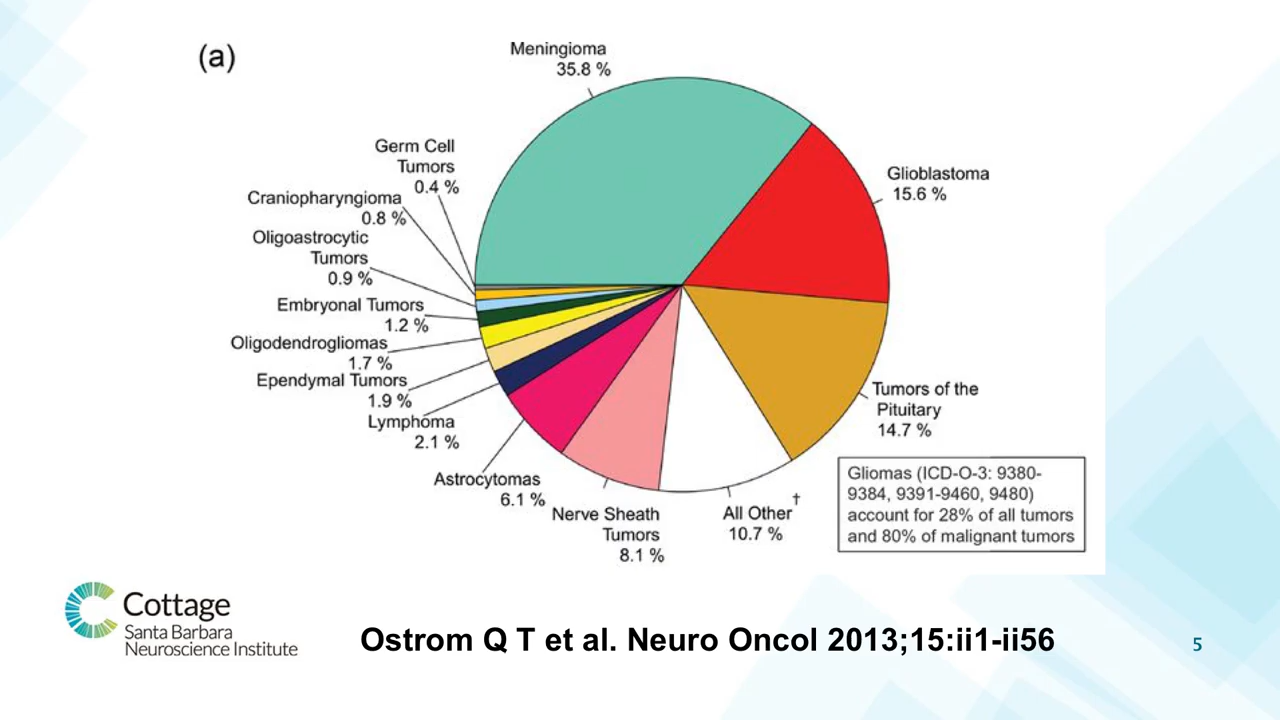 (a)
Meningioma
35.8 %
Germ Cell
Tumors
0.4 %
Craniopharyngioma
0.8 %
Oligoastrocytic
Tumors
0.9 %
Embryonal Tumors
1.2 %
Oligodendrogliomas
1.7 %
Ependymal Tumors
1.9 %
Lymphoma
2.1 %
Astrocytomas
6.1 %
Nerve Sheath
Tumors
8.1 %
All Other†
10.7 %
Glioblastoma
15.6 %
Tumors of the
Pituitary
14.7 %
Gliomas (ICD-O-3: 9380-
9384, 9391-9460, 9480)
account for 28% of all tumors
and 80% of malignant tumors
Cottage
Santa Barbara
Neuroscience Institute
Ostrom Q T et al. Neuro Oncol 2013;15:ii1-ii56
5